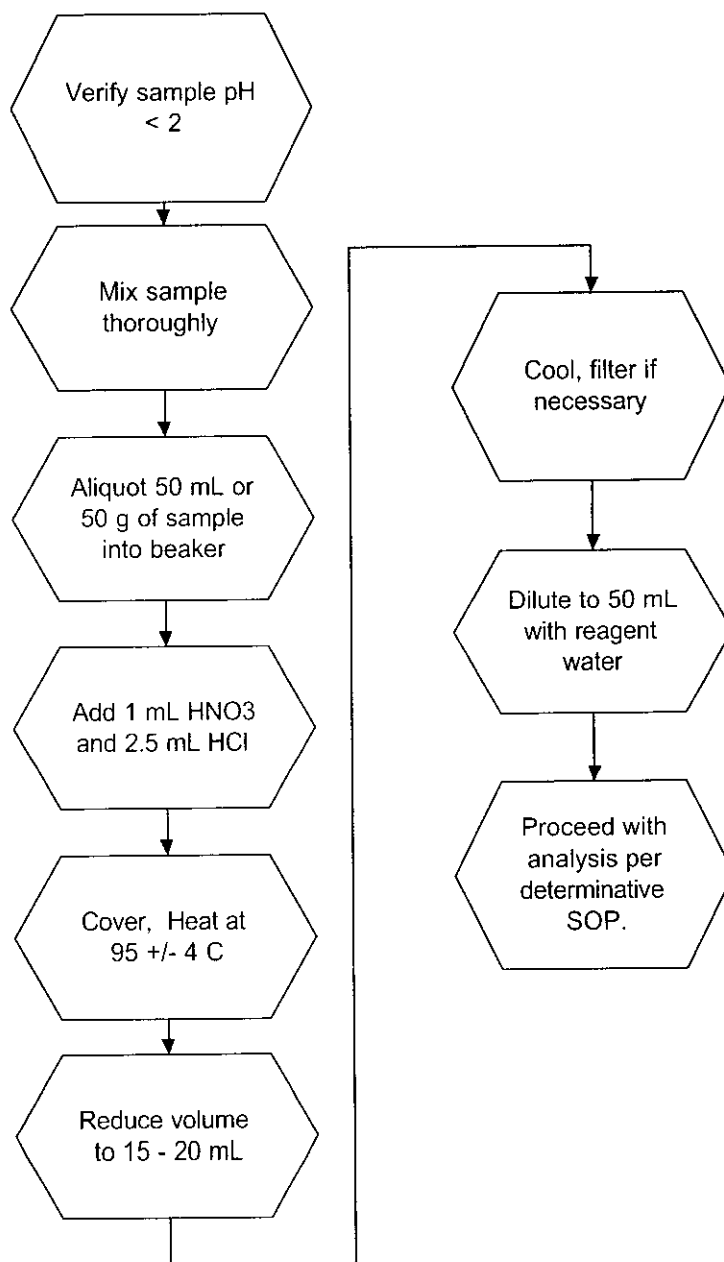 Verify sample pH
< 2
Mix sample
thoroughly
Aliquot 50 mL or
50 g of sample
into beaker
Add 1 mL HNO3
and 2.5 mL HCl
Cover, Heat at
95 +/- 4 C
Reduce volume
to 15 - 20 mL
Cool, filter if
necessary
Dilute to 50 mL
with reagent
water
Proceed with
analysis per
determinative
SOP.